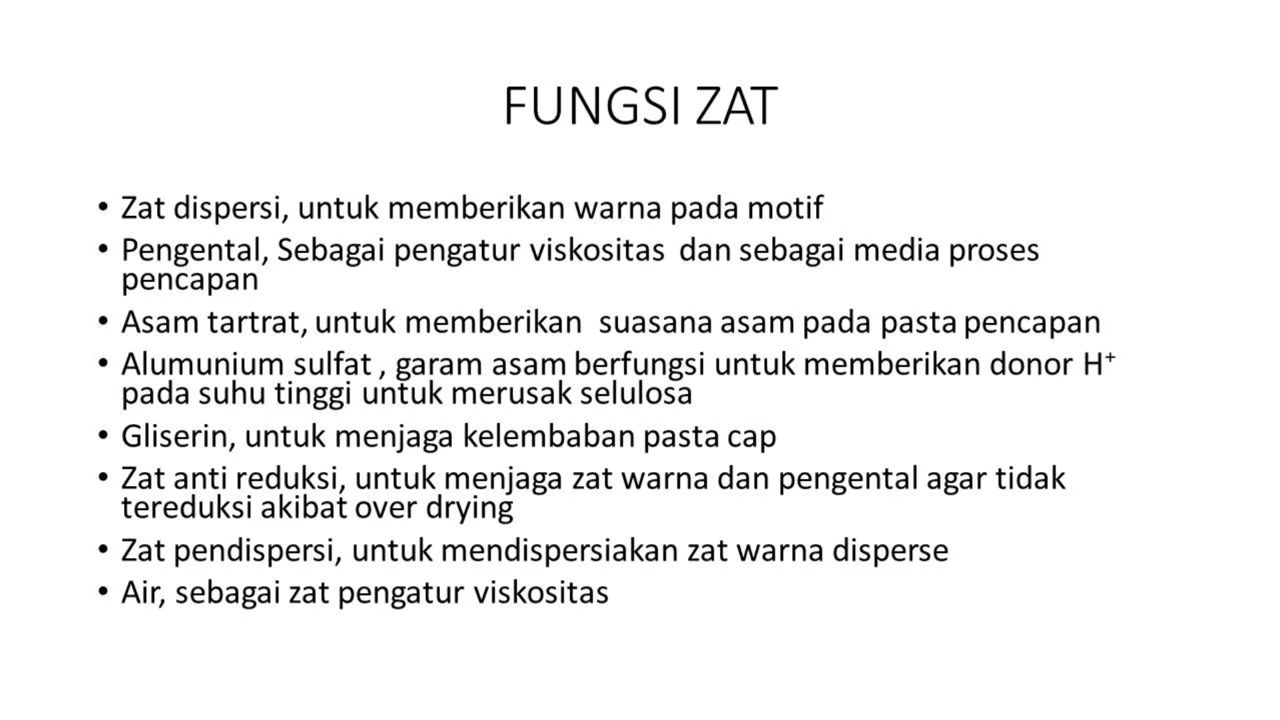 FUNGSI ZAT
• Zat dispersi, untuk memberikan warna pada motif
• Pengental, Sebagai pengatur viskositas dan sebagai media proses
pencapan
• Asam tartrat, untuk memberikan suasana asam pada pasta pencapan
• Alumunium sulfat , garam asam berfungsi untuk memberikan donor H⁺
pada suhu tinggi untuk merusak selulosa
• Gliserin, untuk menjaga kelembaban pasta cap
• Zat anti reduksi, untuk menjaga zat warna dan pengental agar tidak
tereduksi akibat over drying
• Zat pendispersi, untuk mendispersiakan zat warna disperse
• Air, sebagai zat pengatur viskositas